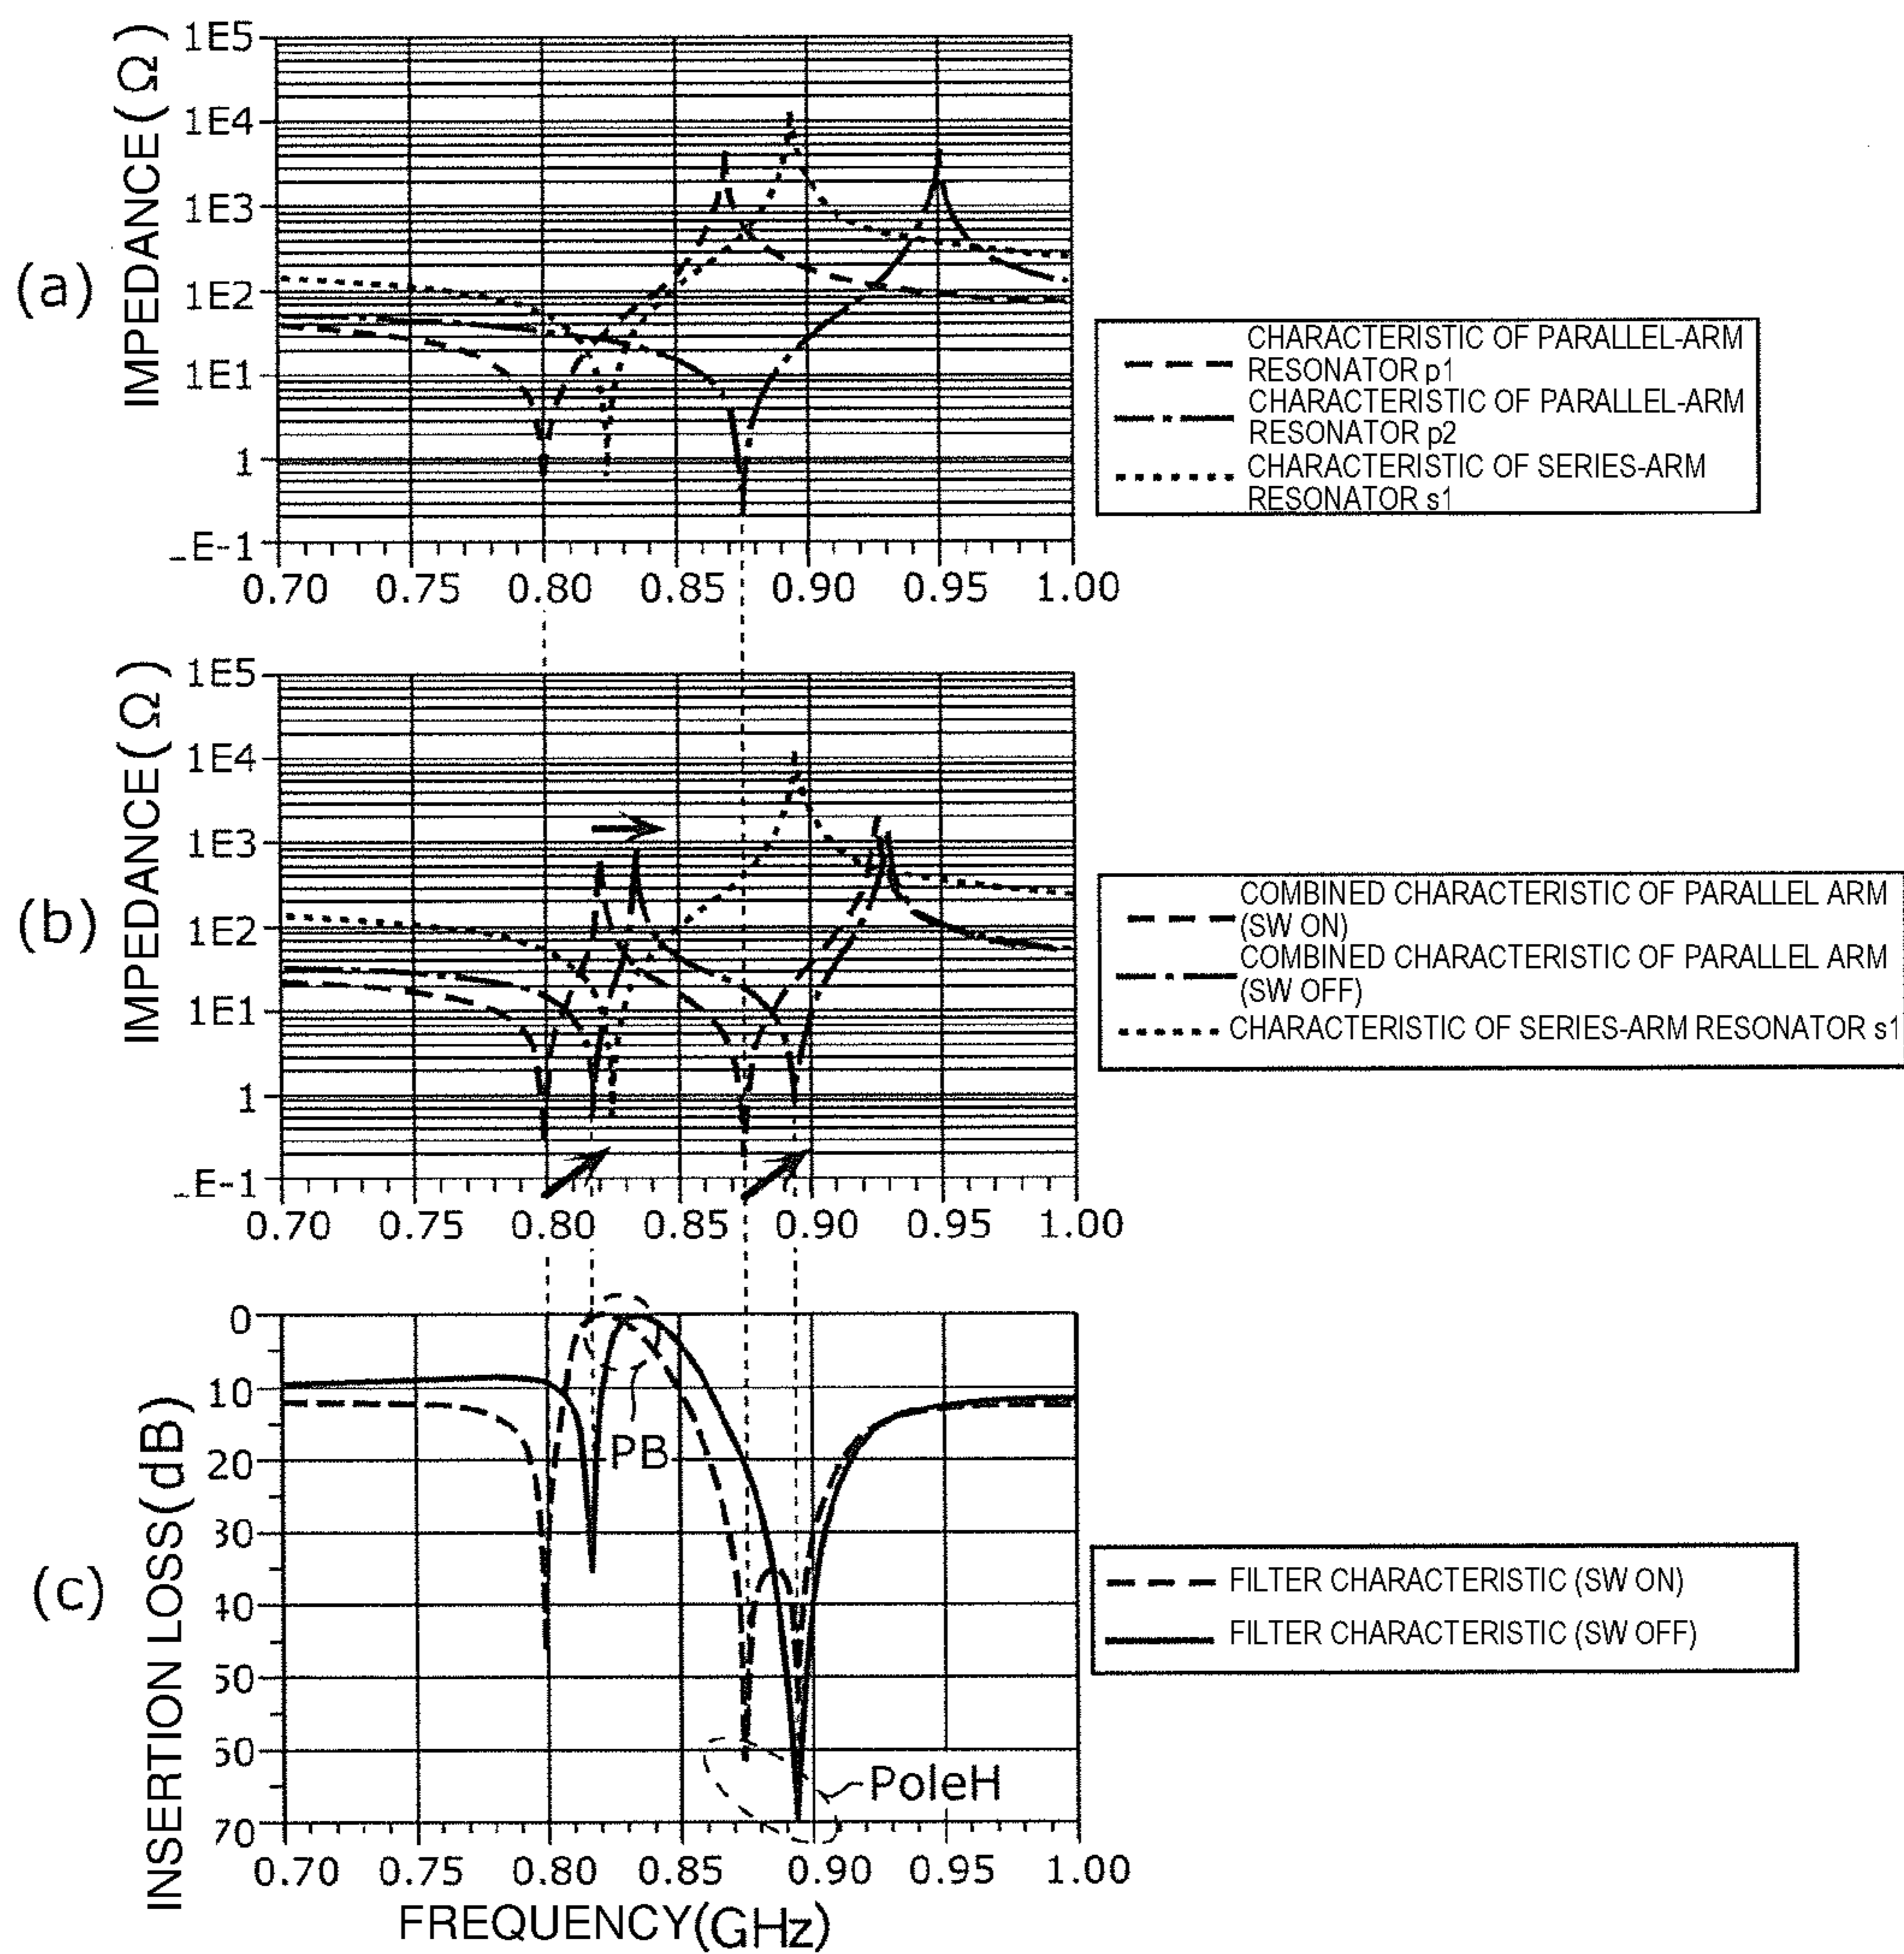 (a)
IMPEDANCE(Ω)
1E5
1E4
1E3
1E2
1E1
1
_E-1
0.70 0.75 0.80 0.85 0.90 0.95 1.00
CHARACTERISTIC OF PARALLEL-ARM
RESONATOR p1
CHARACTERISTIC OF PARALLEL-ARM
RESONATOR p2
CHARACTERISTIC OF SERIES-ARM
RESONATOR s1
(b)
IMPEDANCE(Ω)
1E5
1E4
1E3
1E2
1E1
1
_E-1
0.70 0.75 0.80 0.85 0.90 0.95 1.00
COMBINED CHARACTERISTIC OF PARALLEL ARM
(SW ON)
COMBINED CHARACTERISTIC OF PARALLEL ARM
(SW OFF)
CHARACTERISTIC OF SERIES-ARM RESONATOR s1
(c)
INSERTION LOSS(dB)
0
10
20
30
40
50
60
70
PB
PoleH
0.70 0.75 0.80 0.85 0.90 0.95 1.00
FREQUENCY(GHz)
FILTER CHARACTERISTIC (SW ON)
FILTER CHARACTERISTIC (SW OFF)